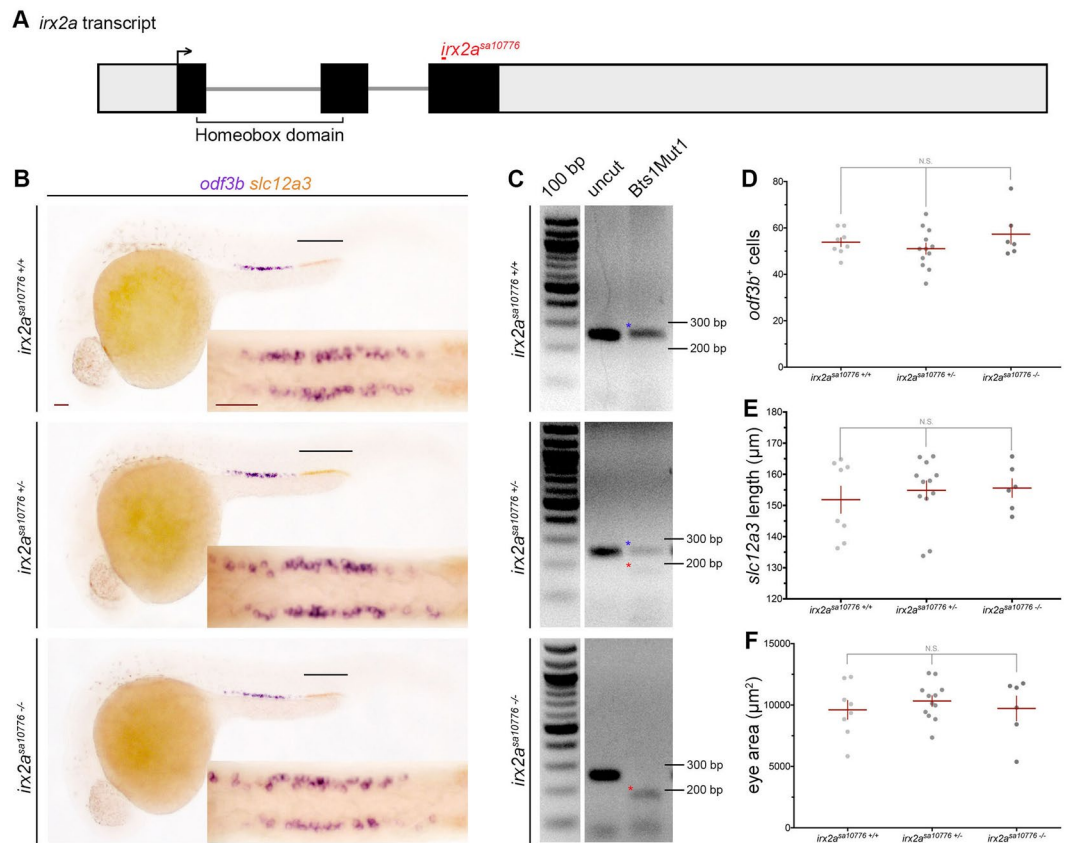 A irx2a transcript
irx2a^sa10776
Homeobox domain
B
odf3b slc12a3
irx2a^sa10776 +/+
irx2a^sa10776 +/-
irx2a^sa10776 -/-
C
100 bp
uncut
Bts1Mut1
irx2a^sa10776 +/+
*
300 bp
200 bp
irx2a^sa10776 +/-
*
300 bp
*
200 bp
irx2a^sa10776 -/-
300 bp
*
200 bp
D
N.S.
odf3b⁺ cells
80
60
40
20
0
irx2a^sa10776 +/+
irx2a^sa10776 +/-
irx2a^sa10776 -/-
E
N.S.
slc12a3 length (µm)
180
170
160
150
140
130
120
irx2a^sa10776 +/+
irx2a^sa10776 +/-
irx2a^sa10776 -/-
F
N.S.
eye area (µm²)
15000
10000
5000
0
irx2a^sa10776 +/+
irx2a^sa10776 +/-
irx2a^sa10776 -/-